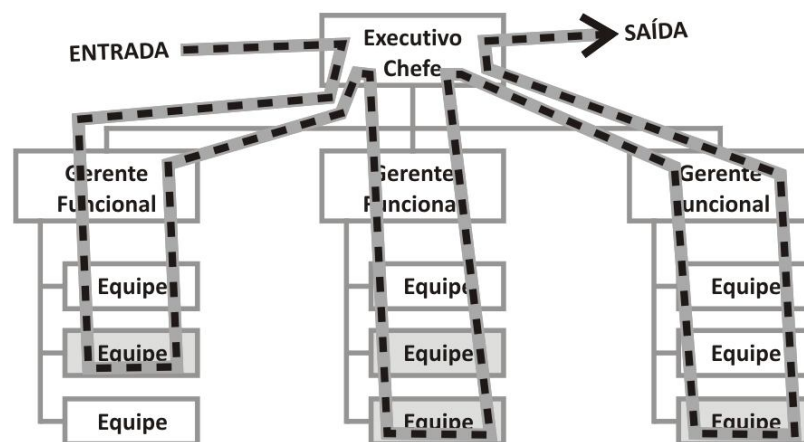 ENTRADA
Executivo
Chefe
SAÍDA
Gerente
Funcional
Equipe
Equipe
Equipe
Gerente
Funcional
Equipe
Equipe
Equipe
Gerente
Funcional
Equipe
Equipe
Equipe